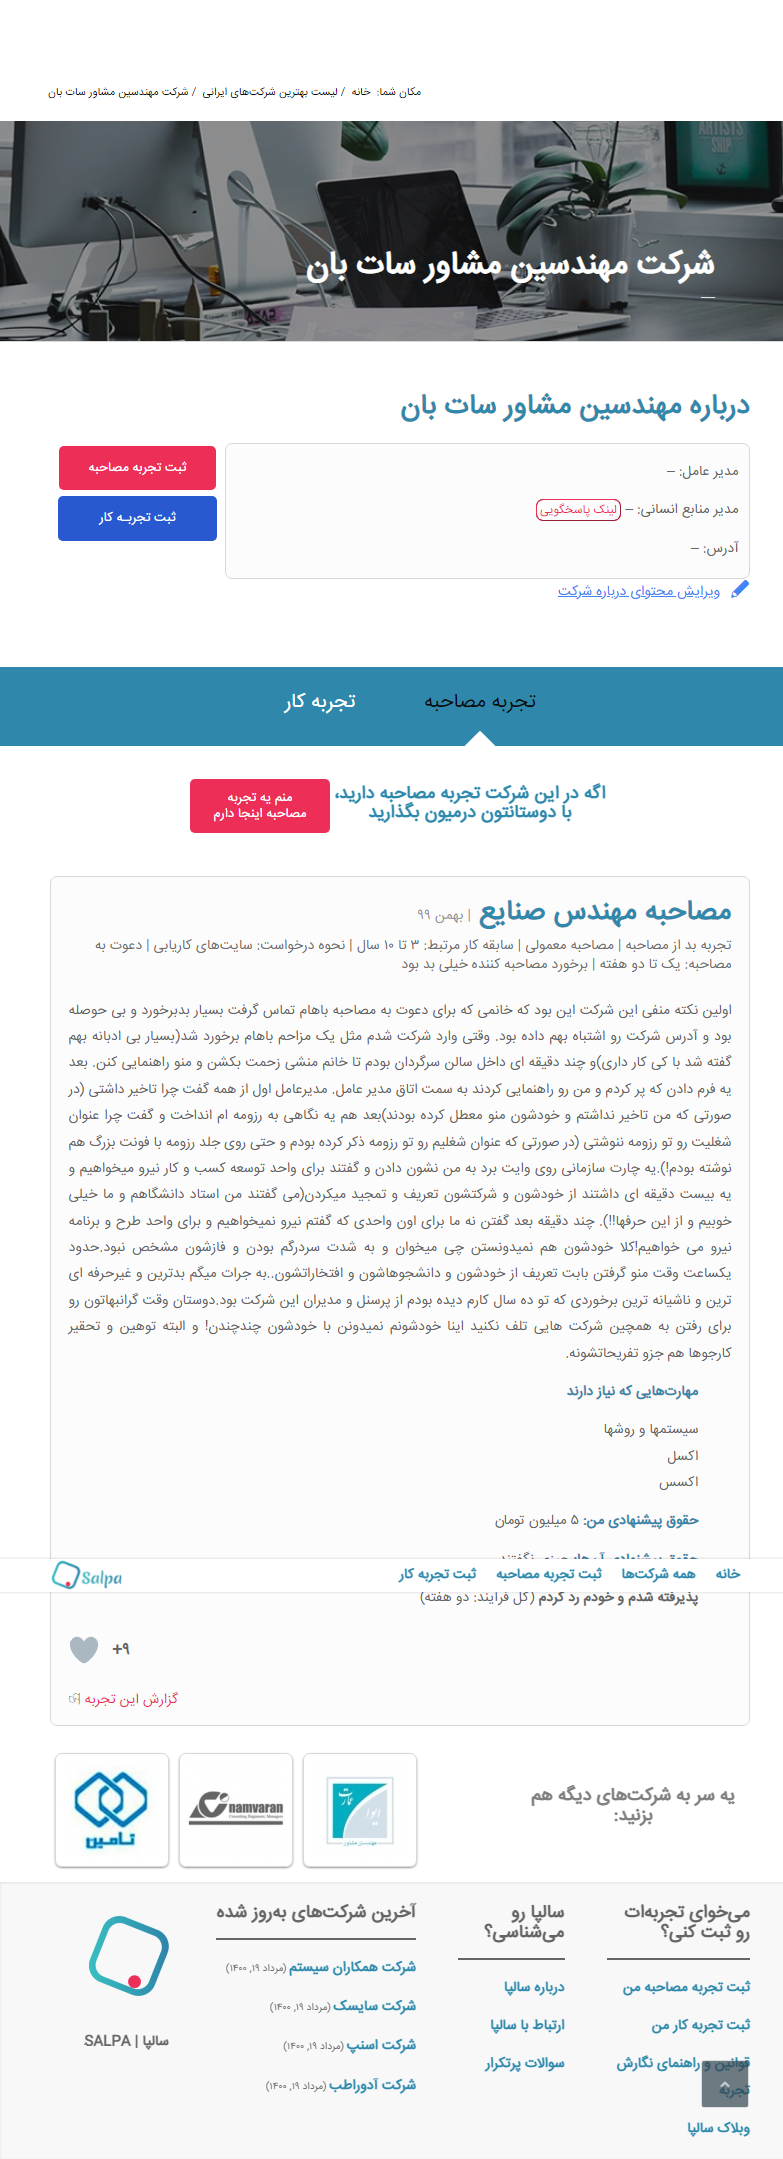 مکان شما: خانه / لیست بهترین شرکت‌های ایرانی / شرکت مهندسین مشاور سات بان
ARTISTS
SHIP
شرکت مهندسین مشاور سات بان
درباره مهندسین مشاور سات بان
مدیر عامل: –
مدیر منابع انسانی: – لینک پاسخگویی
آدرس: –
ثبت تجربه مصاحبه
ثبت تجربـه کار
ویرایش محتوای درباره شرکت
تجربه مصاحبه
تجربه کار
اگه در این شرکت تجربه مصاحبه دارید،
با دوستانتون درمیون بگذارید
منم یه تجربه
مصاحبه اینجا دارم
مصاحبه مهندس صنایع | بهمن ۹۹
تجربه بد از مصاحبه | مصاحبه معمولی | سابقه کار مرتبط: ۳ تا ۱۰ سال | نحوه درخواست: سایت‌های کاریابی | دعوت به
مصاحبه: یک تا دو هفته | برخورد مصاحبه کننده خیلی بد بود
اولین نکته منفی این شرکت این بود که خانمی که برای دعوت به مصاحبه باهام تماس گرفت بسیار بدبرخورد و بی حوصله
بود و آدرس شرکت رو اشتباه بهم داده بود. وقتی وارد شرکت شدم مثل یک مزاحم باهام برخورد شد(بسیار بی ادبانه بهم
گفته شد با کی کار داری)و چند دقیقه ای داخل سالن سرگردان بودم تا خانم منشی زحمت بکشن و منو راهنمایی کنن. بعد
یه فرم دادن که پر کردم و من رو راهنمایی کردند به سمت اتاق مدیر عامل. مدیرعامل اول از همه گفت چرا تاخیر داشتی (در
صورتی که من تاخیر نداشتم و خودشون منو معطل کرده بودند)بعد هم یه نگاهی به رزومه ام انداخت و گفت چرا عنوان
شغلیت رو تو رزومه ننوشتی (در صورتی که عنوان شغلیم رو تو رزومه ذکر کرده بودم و حتی روی جلد رزومه با فونت بزرگ هم
نوشته بودم!).یه چارت سازمانی روی وایت برد به من نشون دادن و گفتند برای واحد توسعه کسب و کار نیرو میخواهیم و
یه بیست دقیقه ای داشتند از خودشون و شرکتشون تعریف و تمجید میکردن(می گفتند من استاد دانشگاهم و ما خیلی
خوبیم و از این حرفها!!). چند دقیقه بعد گفتن نه ما برای اون واحدی که گفتم نیرو نمیخواهیم و برای واحد طرح و برنامه
نیرو می خواهیم!کلا خودشون هم نمیدونستن چی میخوان و به شدت سردرگم بودن و فازشون مشخص نبود.حدود
یکساعت وقت منو گرفتن بابت تعریف از خودشون و دانشجوهاشون و افتخاراتشون..به جرات میگم بدترین و غیرحرفه ای
ترین و ناشیانه ترین برخوردی که تو ده سال کارم دیده بودم از پرسنل و مدیران این شرکت بود.دوستان وقت گرانبهاتون رو
برای رفتن به همچین شرکت هایی تلف نکنید اینا خودشونم نمیدونن با خودشون چندچندن! و البته توهین و تحقیر
کارجوها هم جزو تفریحاتشونه.
مهارت‌هایی که نیاز دارند
سیستمها و روشها
اکسل
اکسس
حقوق پیشنهادی من: ۵ میلیون تومان
خانه همه شرکت‌ها ثبت تجربه مصاحبه ثبت تجربه کار
Salpa
پذیرفته شدم و خودم رد کردم (کل فرایند: دو هفته)
+۹
گزارش این تجربه
یه سر به شرکت‌های دیگه هم
بزنید:
ایوا
عمارت
مهندسین مشاور
namvaran
Consulting Engineers Managers
تامین
می‌خوای تجربه‌ات
رو ثبت کنی؟
ثبت تجربه مصاحبه من
ثبت تجربه کار من
قوانین و راهنمای نگارش
تجربه
وبلاک سالپا
سالپا رو
می‌شناسی؟
درباره سالپا
ارتباط با سالپا
سوالات پرتکرار
آخرین شرکت‌های به‌روز شده
شرکت همکاران سیستم (مرداد ۱۹, ۱۴۰۰)
شرکت سایسک (مرداد ۱۹, ۱۴۰۰)
شرکت اسنپ (مرداد ۱۹, ۱۴۰۰)
شرکت آدوراطب (مرداد ۱۹, ۱۴۰۰)
سالپا | SALPA